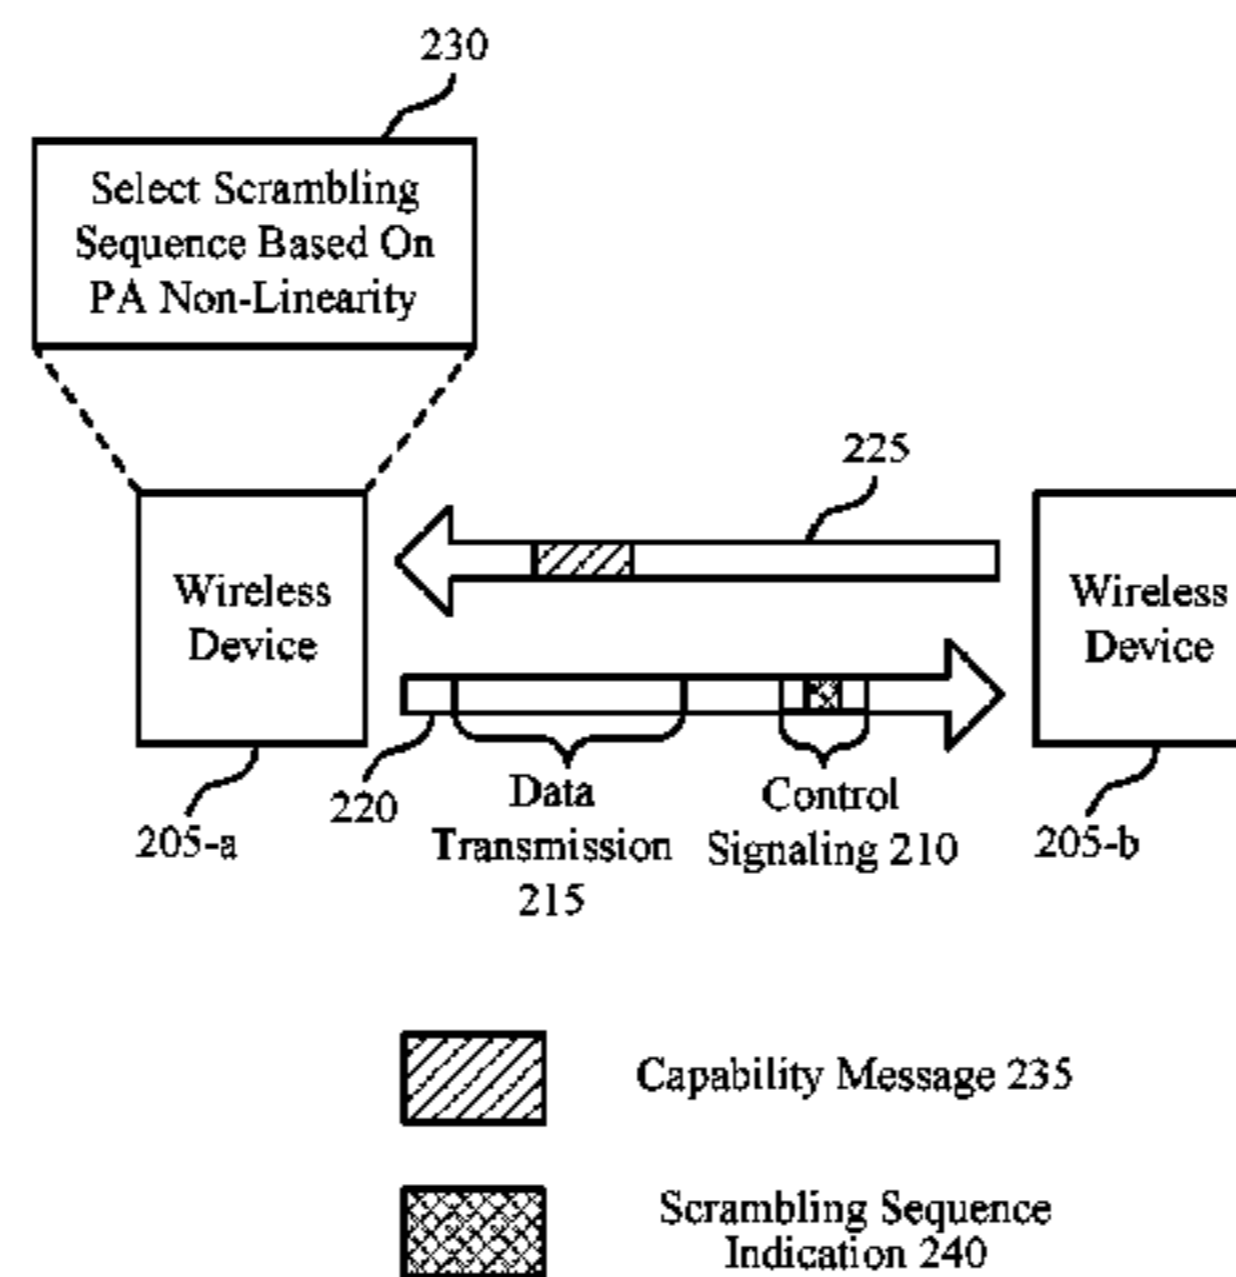 230
Select Scrambling
Sequence Based On
PA Non-Linearity
225
Wireless
Device
Wireless
Device
220
205-a
Data
Transmission
215
Control
Signaling 210
205-b
Capability Message 235
Scrambling Sequence
Indication 240